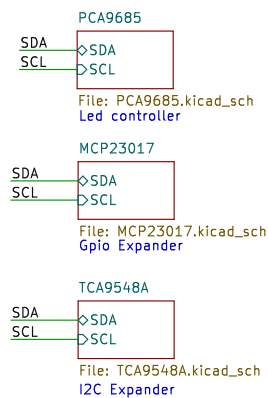 PCA9685
SDA
SDA
SCL
SCL
File: PCA9685.kicad_sch
Led controller
MCP23017
SDA
SDA
SCL
SCL
File: MCP23017.kicad_sch
Gpio Expander
TCA9548A
SDA
SDA
SCL
SCL
File: TCA9548A.kicad_sch
I2C Expander